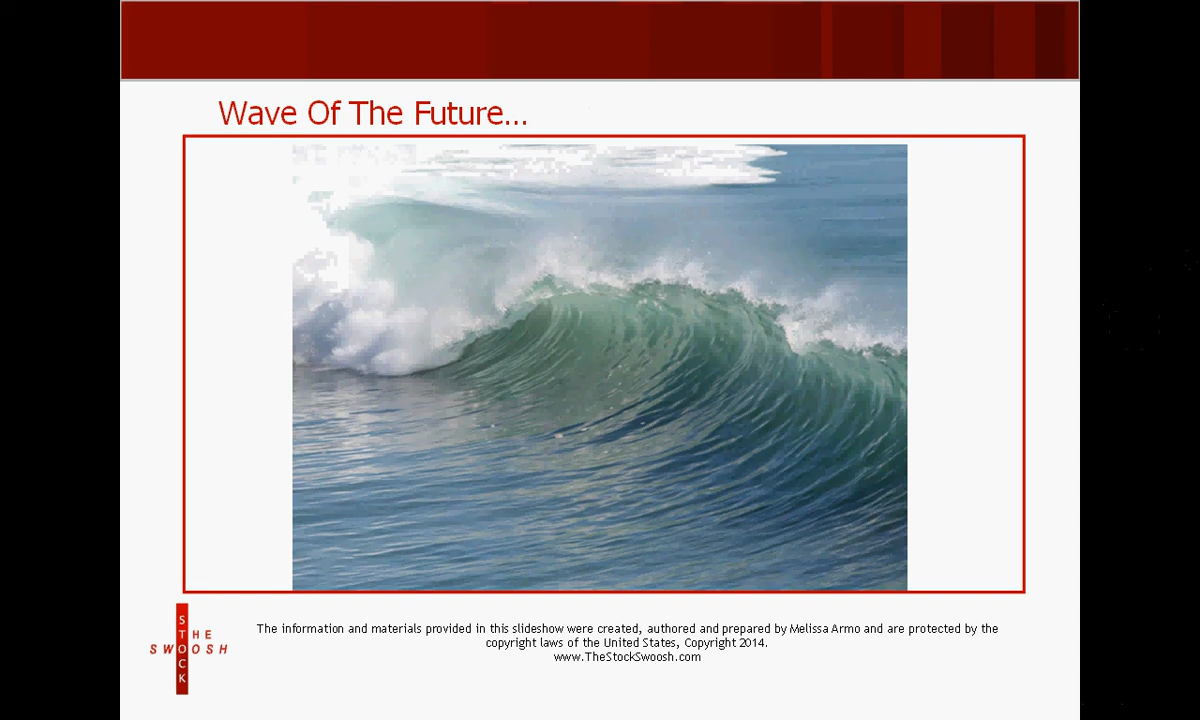 Wave Of The Future...
THE
STOCK
SWOOSH
The information and materials provided in this slideshow were created, authored and prepared by Melissa Armo and are protected by the
copyright laws of the United States, Copyright 2014.
www.TheStockSwoosh.com